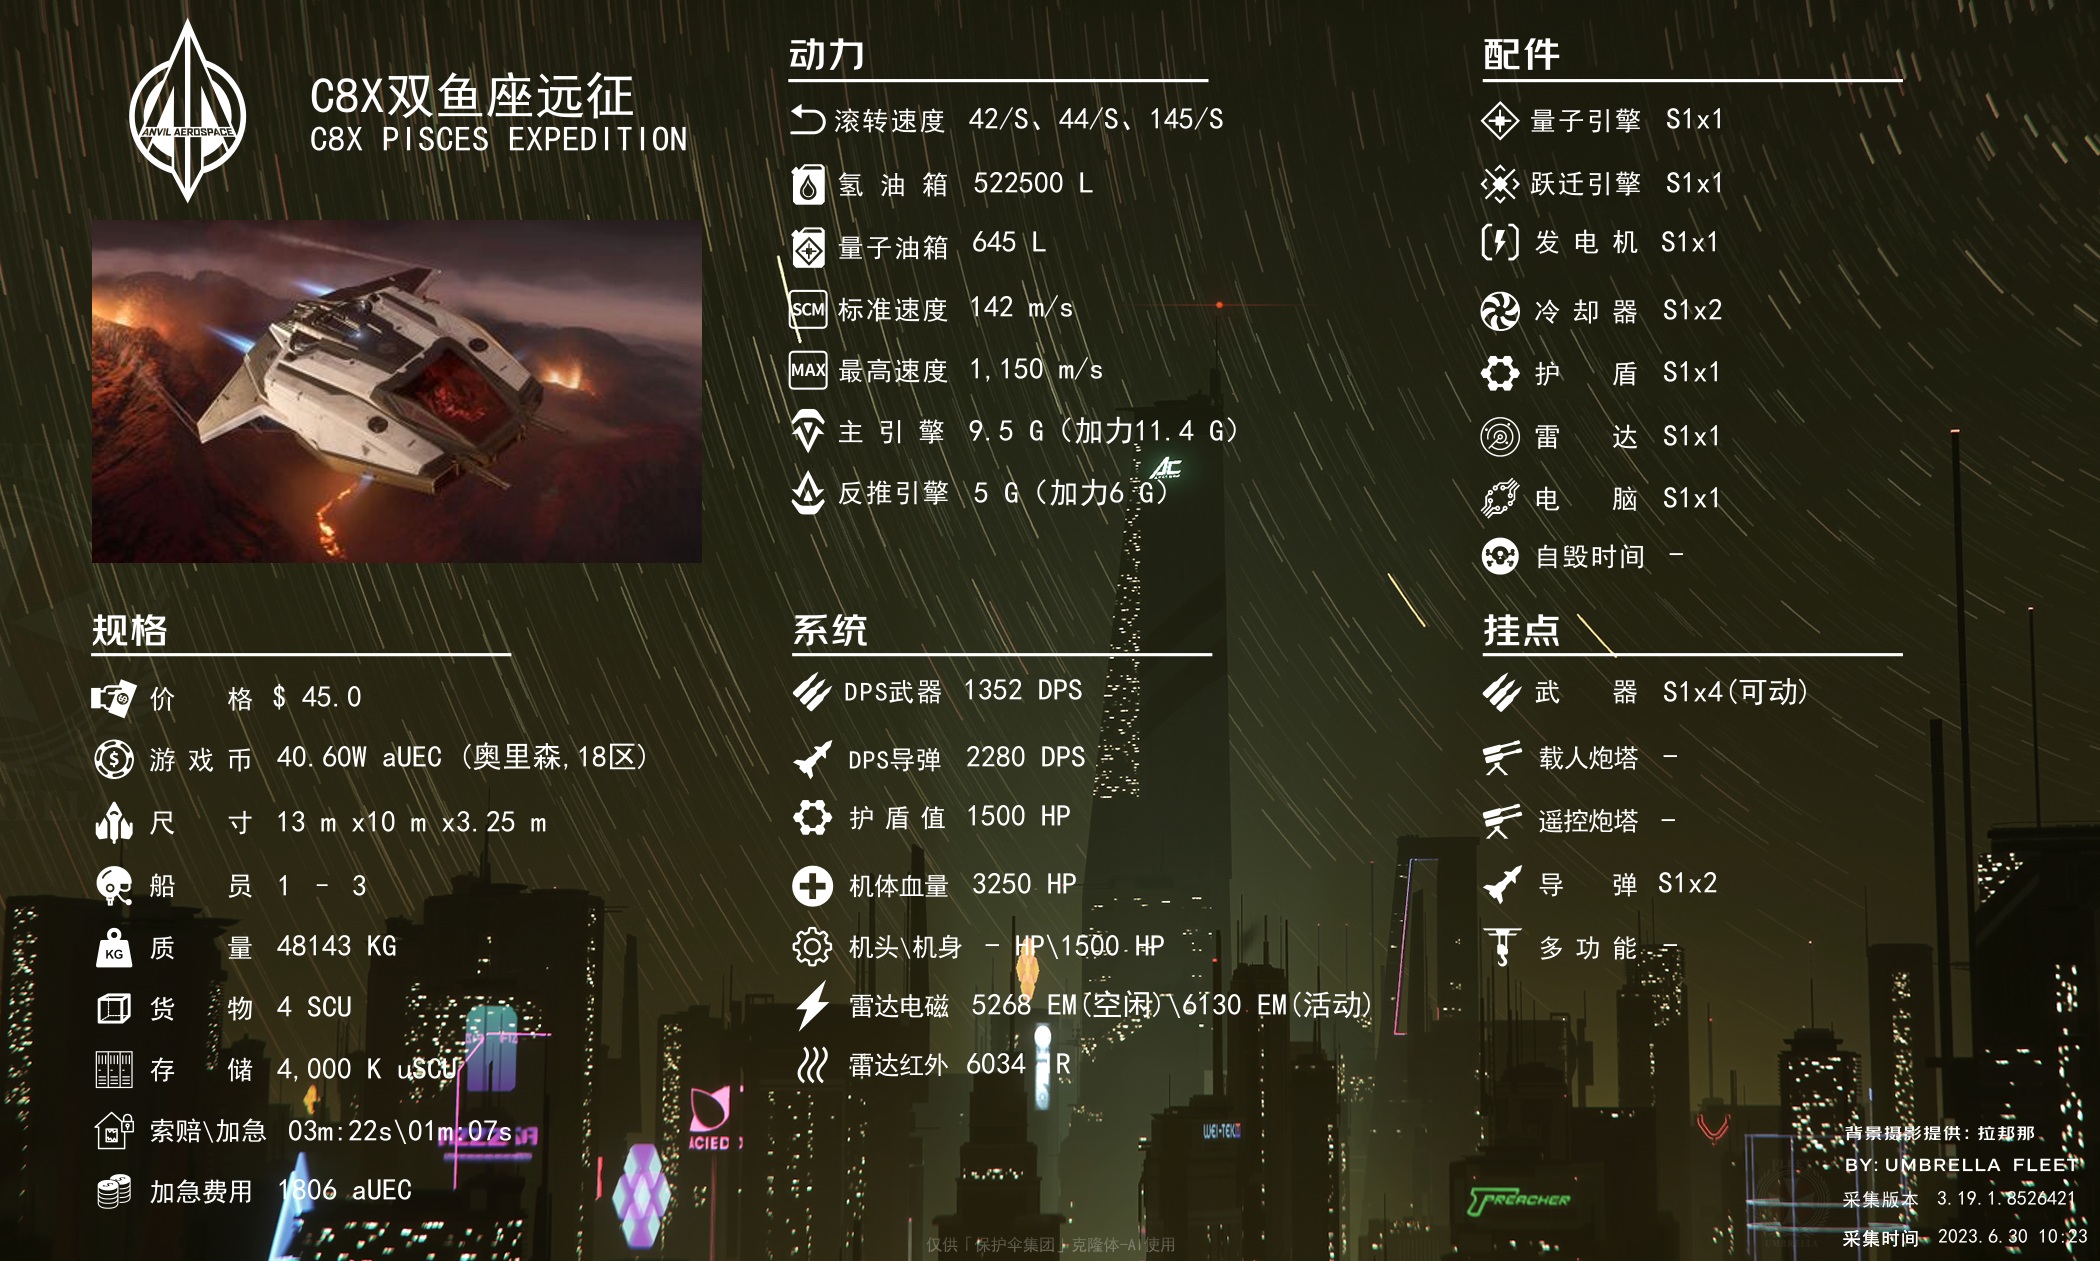 ANVIL AEROSPACE
C8X双鱼座远征
C8X PISCES EXPEDITION
规格
价格 $ 45.0
游戏币 40.60W aUEC (奥里森,18区)
尺寸 13 m x10 m x3.25 m
船员 1 - 3
KG 质量 48143 KG
货物 4 SCU
存储 4,000 K uSCU
索赔\加急 03m:22s\01m:07s
加急费用 1806 aUEC
动力
滚转速度 42/S、44/S、145/S
氢油箱 522500 L
量子油箱 645 L
SCM 标准速度 142 m/s
MAX 最高速度 1,150 m/s
主引擎 9.5 G (加力11.4 G)
反推引擎 5 G (加力6 G)
系统
DPS武器 1352 DPS
DPS导弹 2280 DPS
护盾值 1500 HP
机体血量 3250 HP
机头\机身 - HP\1500 HP
雷达电磁 5268 EM(空闲)\6130 EM(活动)
雷达红外 6034 IR
配件
量子引擎 S1x1
跃迁引擎 S1x1
发电机 S1x1
冷却器 S1x2
护盾 S1x1
雷达 S1x1
电脑 S1x1
自毁时间 -
挂点
武器 S1x4(可动)
载人炮塔 -
遥控炮塔 -
导弹 S1x2
多功能 -
AC
ACIED
WEI-TEK
PREACHER
背景摄影提供: 拉邦那
BY: UMBRELLA FLEET
采集版本 3.19.1.8526421
采集时间 2023.6.30 10:23
仅供「保护伞集团」克隆体-AI使用